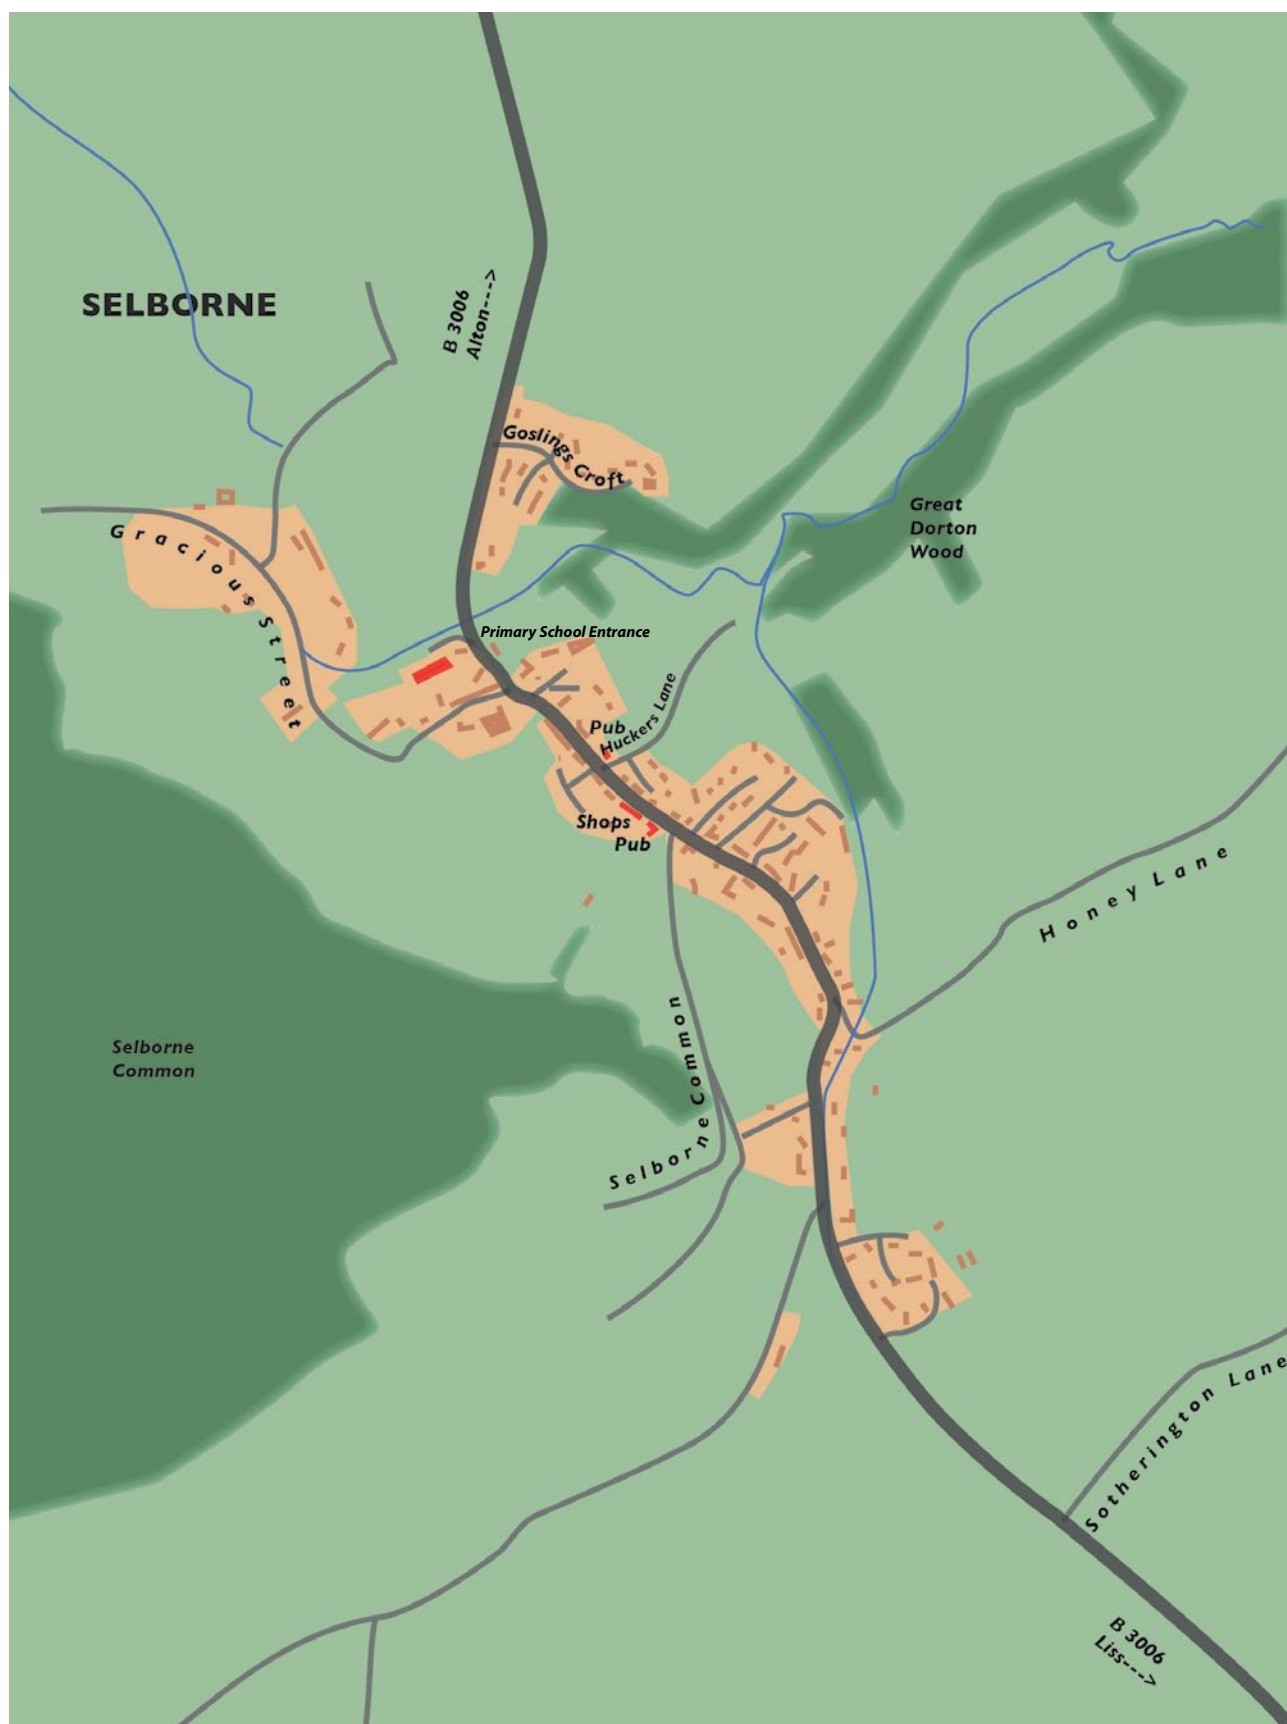 SELBORNE
B 3006
Alton---->
Goslings Croft
Gracious Street
Great
Dorton
Wood
Primary School Entrance
Pub
Huckers Lane
Shops
Pub
Honey Lane
Selborne
Common
Selborne Common
Sotherington Lane
B 3006
Liss--->